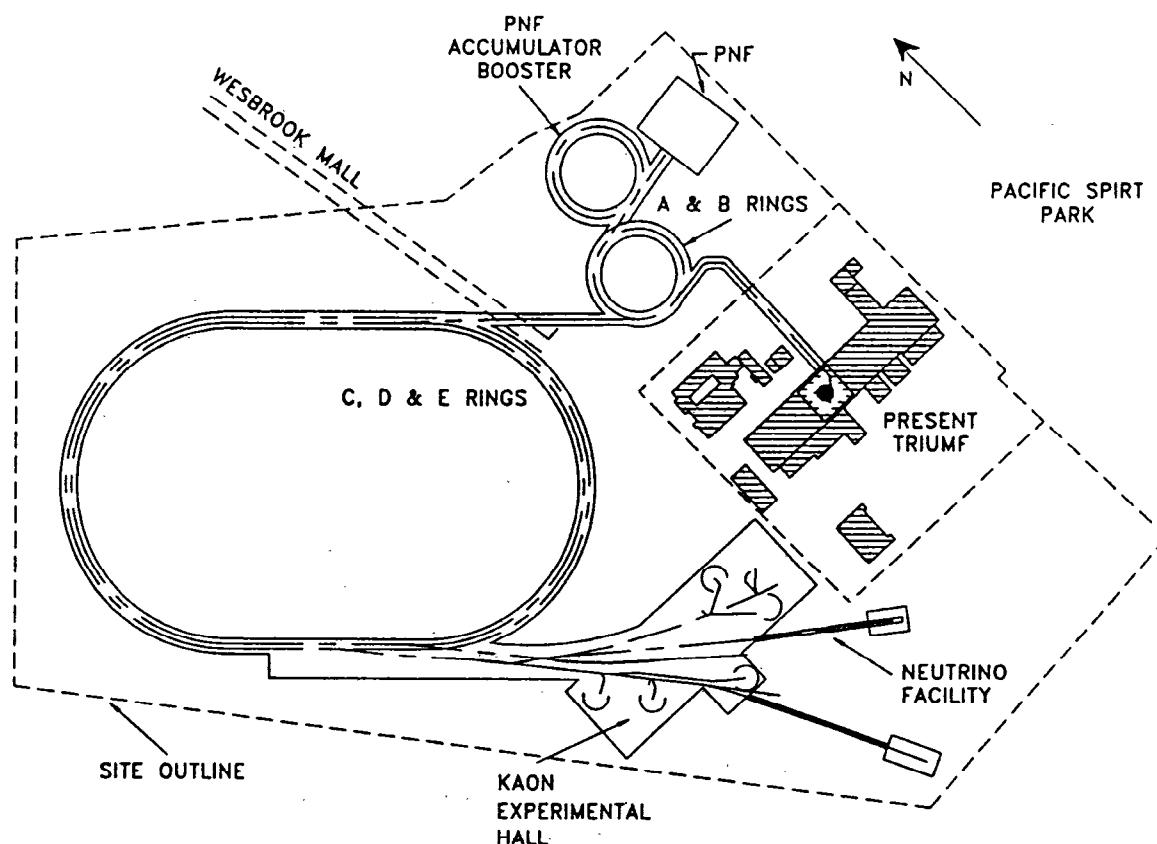 PNF
ACCUMULATOR
BOOSTER
PNF
N
WESBROOK MALL
PACIFIC SPIRT
PARK
A & B RINGS
C, D & E RINGS
PRESENT
TRIUMF
NEUTRINO
FACILITY
SITE OUTLINE
KAON
EXPERIMENTAL
HALL